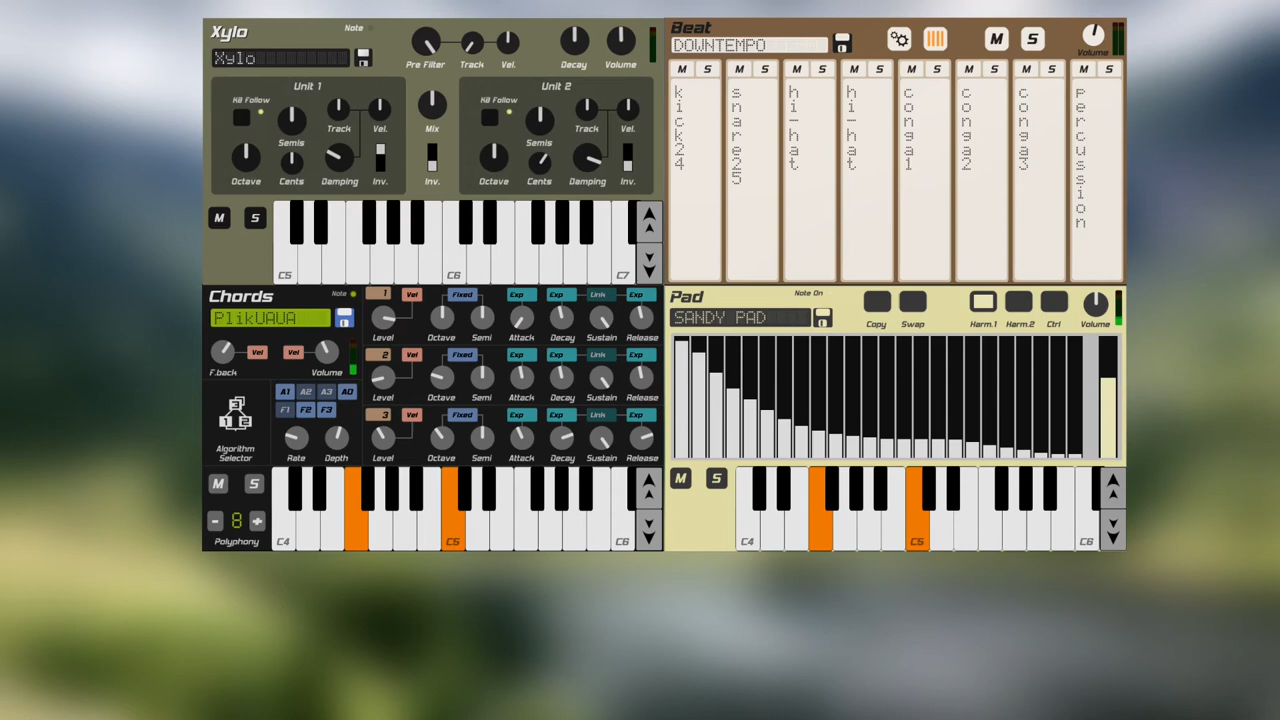 Xylo
Note
Xylo
Pre Filter Track Vel. Decay Volume
Unit 1
KB Follow
Semis
Track Vel.
Octave Cents Damping Inv.
Mix
Inv.
Unit 2
KB Follow
Semis
Track Vel.
Octave Cents Damping Inv.
M S
C5 C6 C7
Beat
DOWNTEMPO
M S
Volume
M S M S M S M S M S M S M S M S
kick24
snare25
hi-hat
hi-hat
conga1
conga2
conga3
Percussion
Chords
Note
PlikUAUA
F.back Vel Vel Volume
A1 A2 A3 AO
F1 F2 F3
3
1 2
Algorithm
Selector
Rate Depth
1 Vel Fixed Exp Exp Link Exp
Level Octave Semi Attack Decay Sustain Release
2 Vel Fixed Exp Exp Link Exp
Level Octave Semi Attack Decay Sustain Release
3 Vel Fixed Exp Exp Link Exp
Level Octave Semi Attack Decay Sustain Release
M S
- 8 +
Polyphony
C4 C5 C6
Pad
Note On
SANDY PAD
Copy Swap Harm.1 Harm.2 Ctrl Volume
M S
C4 C5 C6